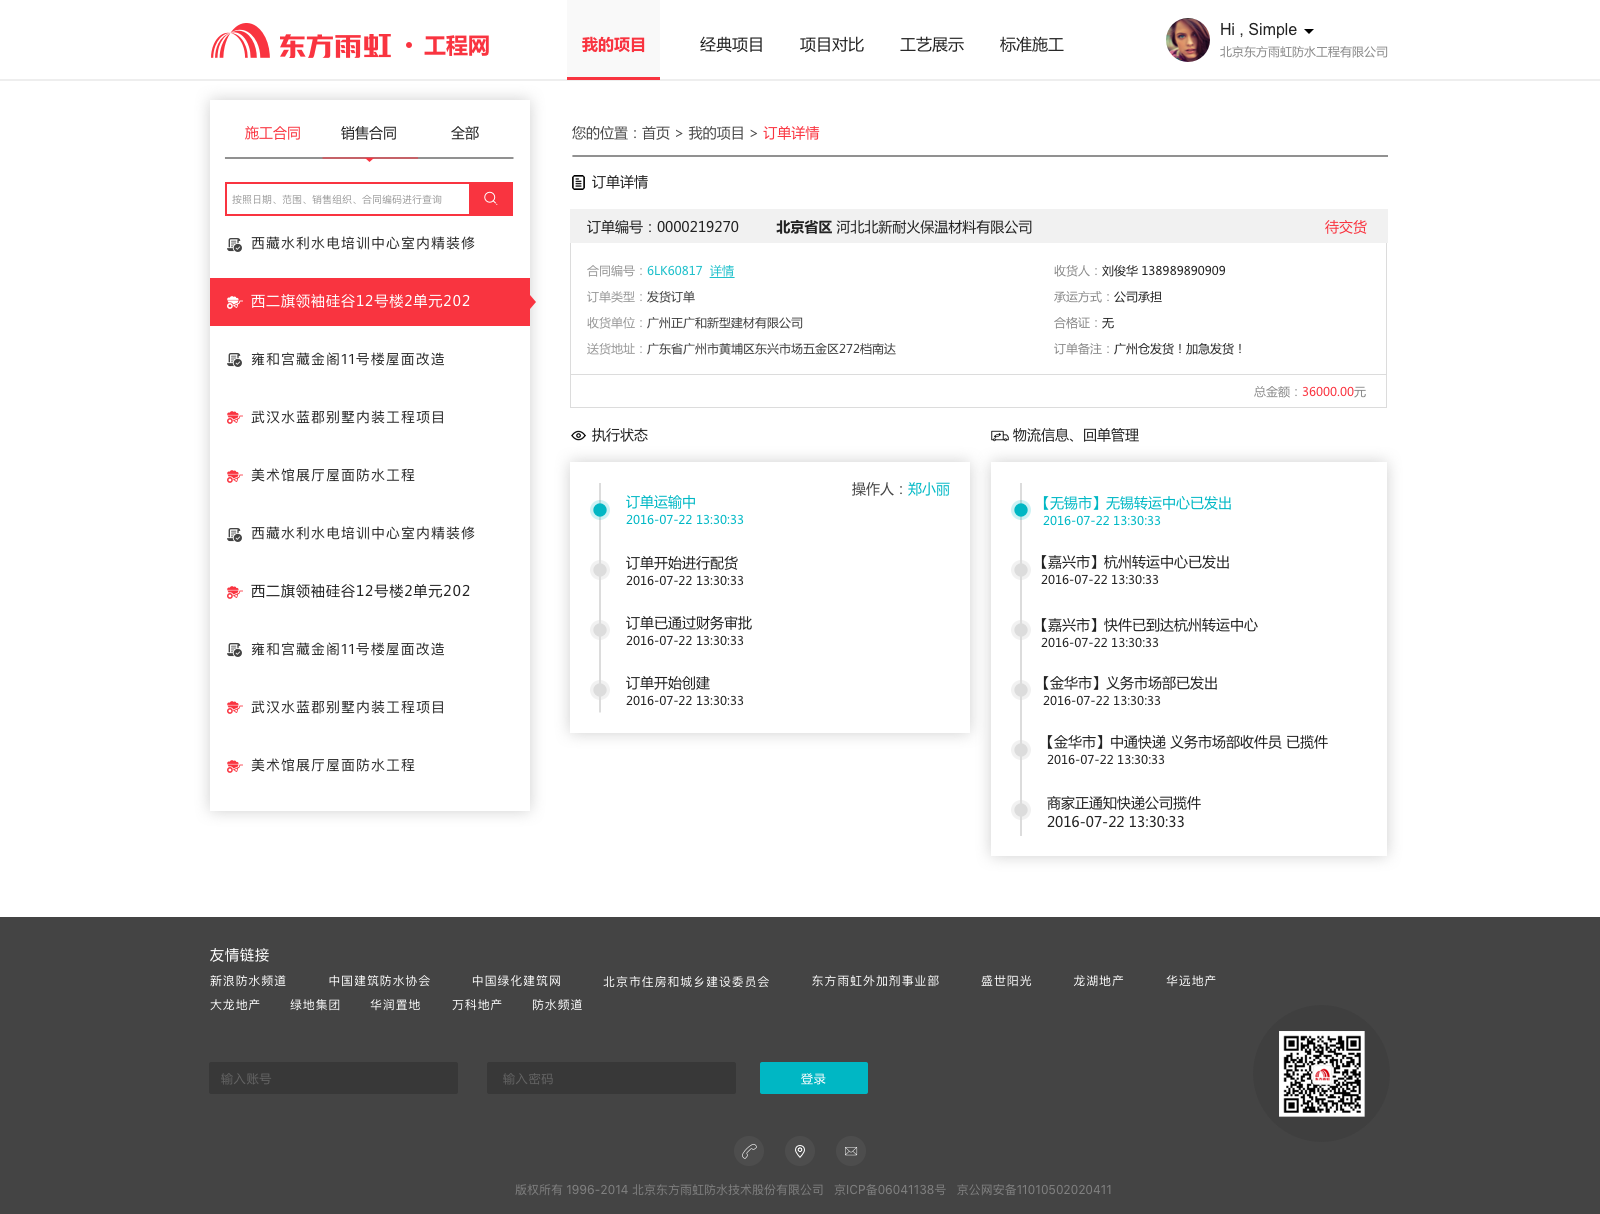 东方雨虹·工程网
我的项目 经典项目 项目对比 工艺展示 标准施工
Hi , Simple
北京东方雨虹防水工程有限公司
施工合同 销售合同 全部
按照日期、范围、销售组织、合同编码进行查询
西藏水利水电培训中心室内精装修
西二旗领袖硅谷12号楼2单元202
雍和宫藏金阁11号楼屋面改造
武汉水蓝郡别墅内装工程项目
美术馆展厅屋面防水工程
西藏水利水电培训中心室内精装修
西二旗领袖硅谷12号楼2单元202
雍和宫藏金阁11号楼屋面改造
武汉水蓝郡别墅内装工程项目
美术馆展厅屋面防水工程
您的位置：首页 > 我的项目 > 订单详情
订单详情
订单编号：0000219270 北京省区 河北北新耐火保温材料有限公司 待交货
合同编号：6LK60817 详情 收货人：刘俊华 138989890909
订单类型：发货订单 承运方式：公司承担
收货单位：广州正广和新型建材有限公司 合格证：无
送货地址：广东省广州市黄埔区东兴市场五金区272档南达 订单备注：广州仓发货！加急发货！
总金额：36000.00元
执行状态
操作人：郑小丽
订单运输中
2016-07-22 13:30:33
订单开始进行配货
2016-07-22 13:30:33
订单已通过财务审批
2016-07-22 13:30:33
订单开始创建
2016-07-22 13:30:33
物流信息、回单管理
【无锡市】无锡转运中心已发出
2016-07-22 13:30:33
【嘉兴市】杭州转运中心已发出
2016-07-22 13:30:33
【嘉兴市】快件已到达杭州转运中心
2016-07-22 13:30:33
【金华市】义务市场部已发出
2016-07-22 13:30:33
【金华市】中通快递 义务市场部收件员 已揽件
2016-07-22 13:30:33
商家正通知快递公司揽件
2016-07-22 13:30:33
友情链接
新浪防水频道 中国建筑防水协会 中国绿化建筑网 北京市住房和城乡建设委员会 东方雨虹外加剂事业部 盛世阳光 龙湖地产 华远地产
大龙地产 绿地集团 华润置地 万科地产 防水频道
输入账号 输入密码 登录
东方雨虹
版权所有 1996-2014 北京东方雨虹防水技术股份有限公司 京ICP备06041138号 京公网安备11010502020411